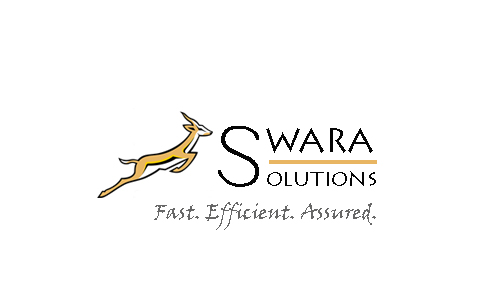 SWARA
SOLUTIONS
Fast. Efficient. Assured.